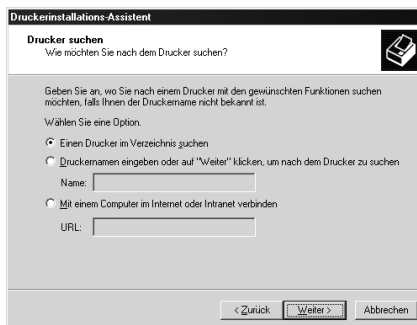 Druckerinstallations-Assistent
Drucker suchen
Wie möchten Sie nach dem Drucker suchen?
Geben Sie an, wo Sie nach einem Drucker mit den gewünschten Funktionen suchen
möchten, falls Ihnen der Druckername nicht bekannt ist.
Wählen Sie eine Option.
Einen Drucker im Verzeichnis suchen
Druckernamen eingeben oder auf "Weiter" klicken, um nach dem Drucker zu suchen
Name:
Mit einem Computer im Internet oder Intranet verbinden
URL:
< Zurück Weiter > Abbrechen